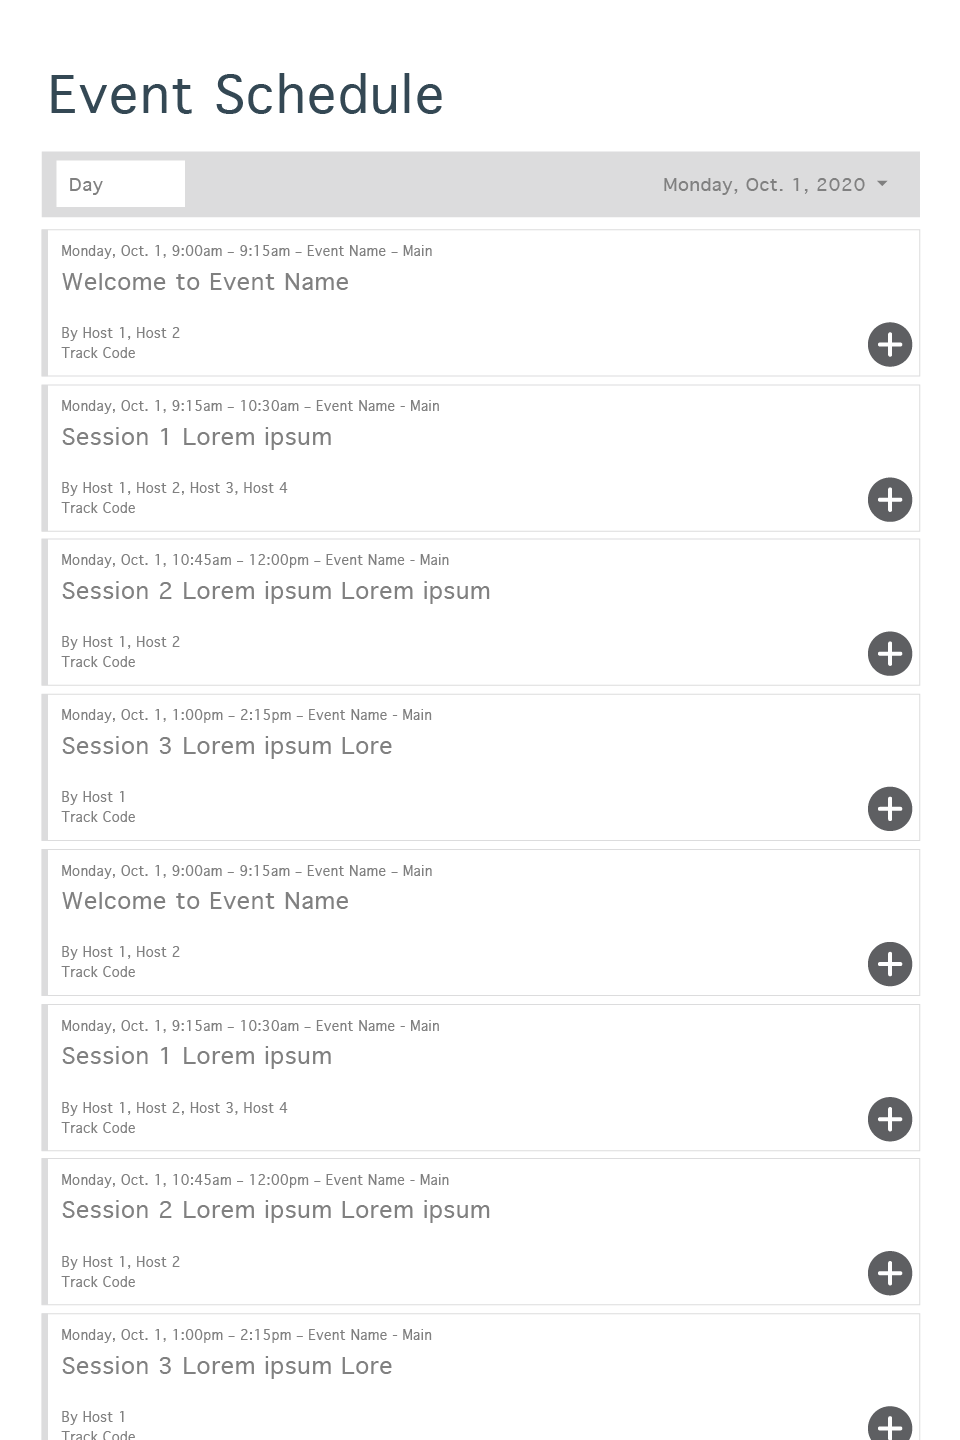 Event Schedule
Day
Monday, Oct. 1, 2020
Monday, Oct. 1, 9:00am – 9:15am – Event Name – Main
Welcome to Event Name
By Host 1, Host 2
Track Code
Monday, Oct. 1, 9:15am – 10:30am – Event Name - Main
Session 1 Lorem ipsum
By Host 1, Host 2, Host 3, Host 4
Track Code
Monday, Oct. 1, 10:45am – 12:00pm – Event Name - Main
Session 2 Lorem ipsum Lorem ipsum
By Host 1, Host 2
Track Code
Monday, Oct. 1, 1:00pm – 2:15pm – Event Name - Main
Session 3 Lorem ipsum Lore
By Host 1
Track Code
Monday, Oct. 1, 9:00am – 9:15am – Event Name – Main
Welcome to Event Name
By Host 1, Host 2
Track Code
Monday, Oct. 1, 9:15am – 10:30am – Event Name - Main
Session 1 Lorem ipsum
By Host 1, Host 2, Host 3, Host 4
Track Code
Monday, Oct. 1, 10:45am – 12:00pm – Event Name - Main
Session 2 Lorem ipsum Lorem ipsum
By Host 1, Host 2
Track Code
Monday, Oct. 1, 1:00pm – 2:15pm – Event Name - Main
Session 3 Lorem ipsum Lore
By Host 1
Track Code